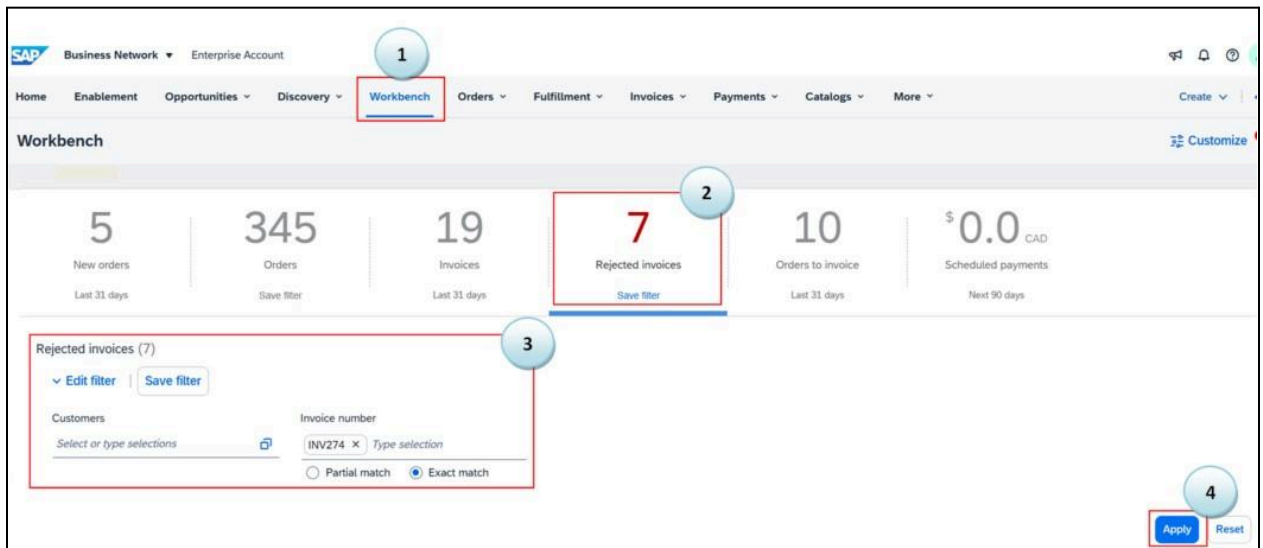 1
SAP Business Network Enterprise Account
Home Enablement Opportunities Discovery Workbench Orders Fulfillment Invoices Payments Catalogs More Create
Workbench Customize
2
5 345 19 7 10 $ 0.0 CAD
New orders Orders Invoices Rejected invoices Orders to invoice Scheduled payments
Last 31 days Save filter Last 31 days Save filter Last 31 days Next 90 days
3
Rejected invoices (7)
Edit filter | Save filter
Customers Invoice number
Select or type selections INV274 × Type selection
Partial match Exact match
4
Apply Reset